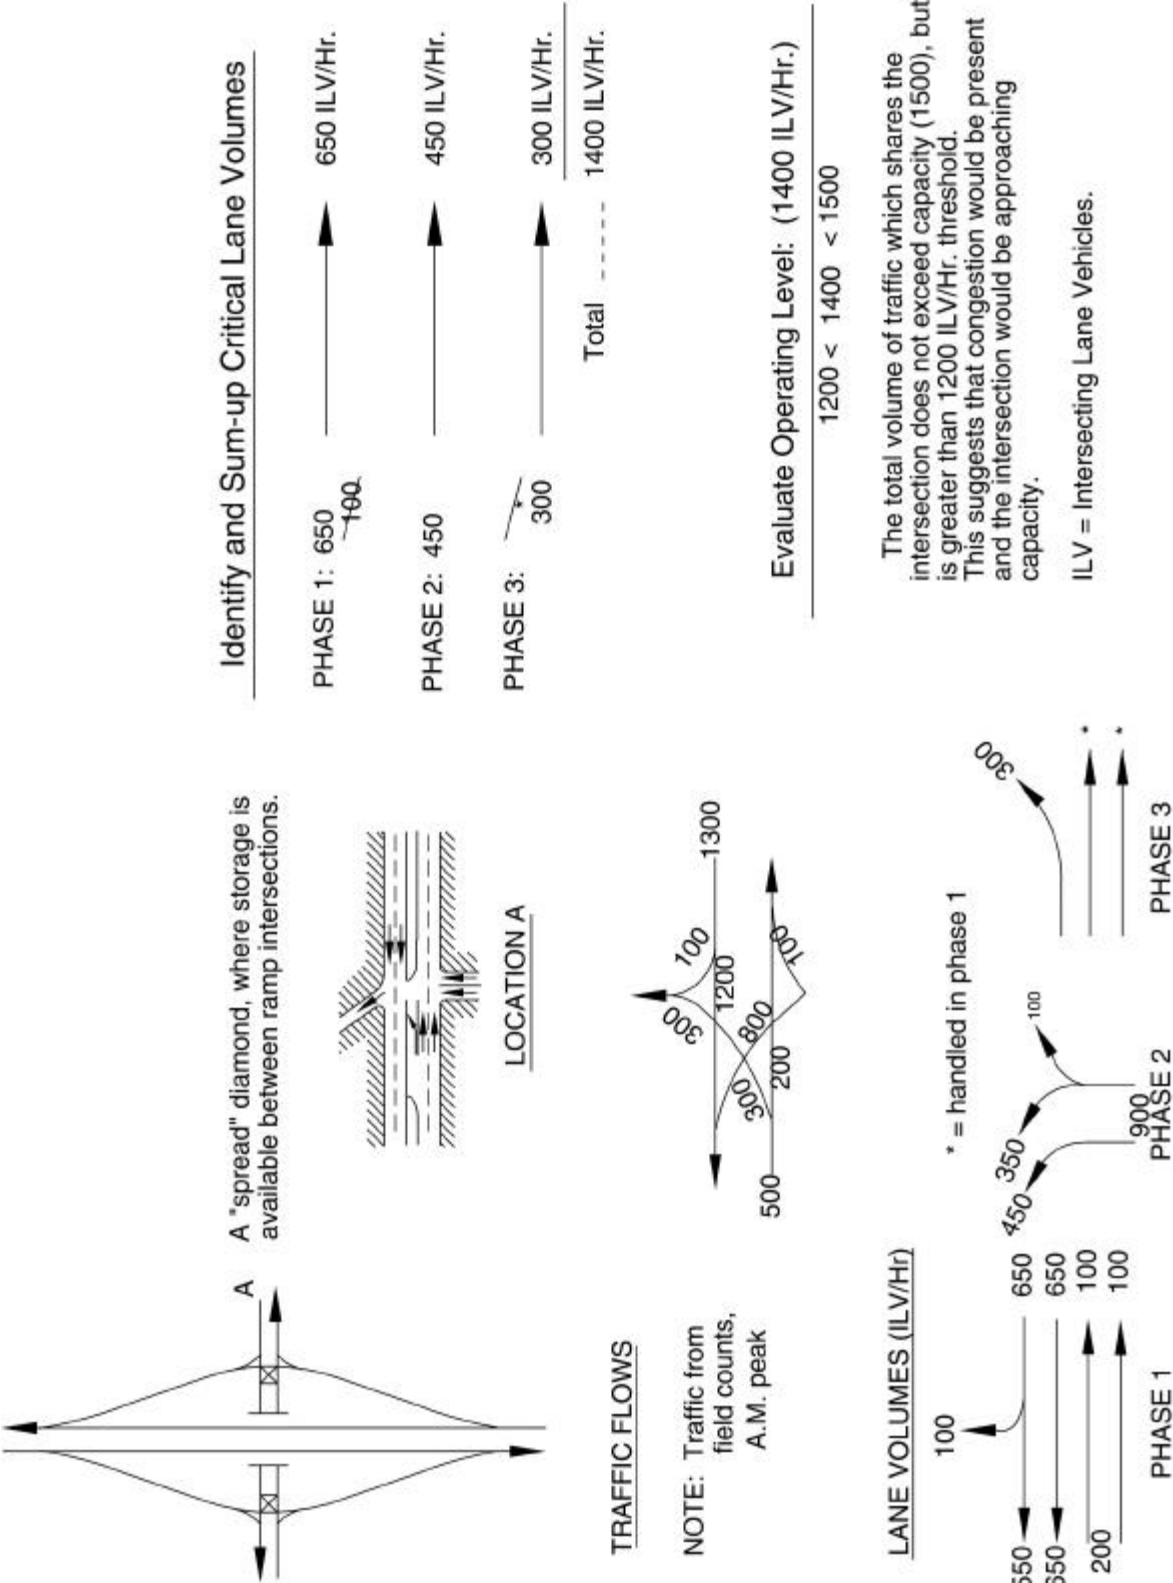 A
A "spread" diamond, where storage is
available between ramp intersections.
LOCATION A
Identify and Sum-up Critical Lane Volumes
PHASE 1: 650 650 ILV/Hr.
100
PHASE 2: 450 450 ILV/Hr.
PHASE 3: *
300 300 ILV/Hr.
Total 1400 ILV/Hr.
TRAFFIC FLOWS
NOTE: Traffic from
field counts,
A.M. peak
300 100
1200 1300
300 800
500 200 100
Evaluate Operating Level: (1400 ILV/Hr.)
1200 < 1400 < 1500
The total volume of traffic which shares the
intersection does not exceed capacity (1500), but
is greater than 1200 ILV/Hr. threshold.
This suggests that congestion would be present
and the intersection would be approaching
capacity.
ILV = Intersecting Lane Vehicles.
LANE VOLUMES (ILV/Hr)
* = handled in phase 1
100
650
650
200 100
100
PHASE 1
450 350 100
900
PHASE 2
300
*
*
PHASE 3